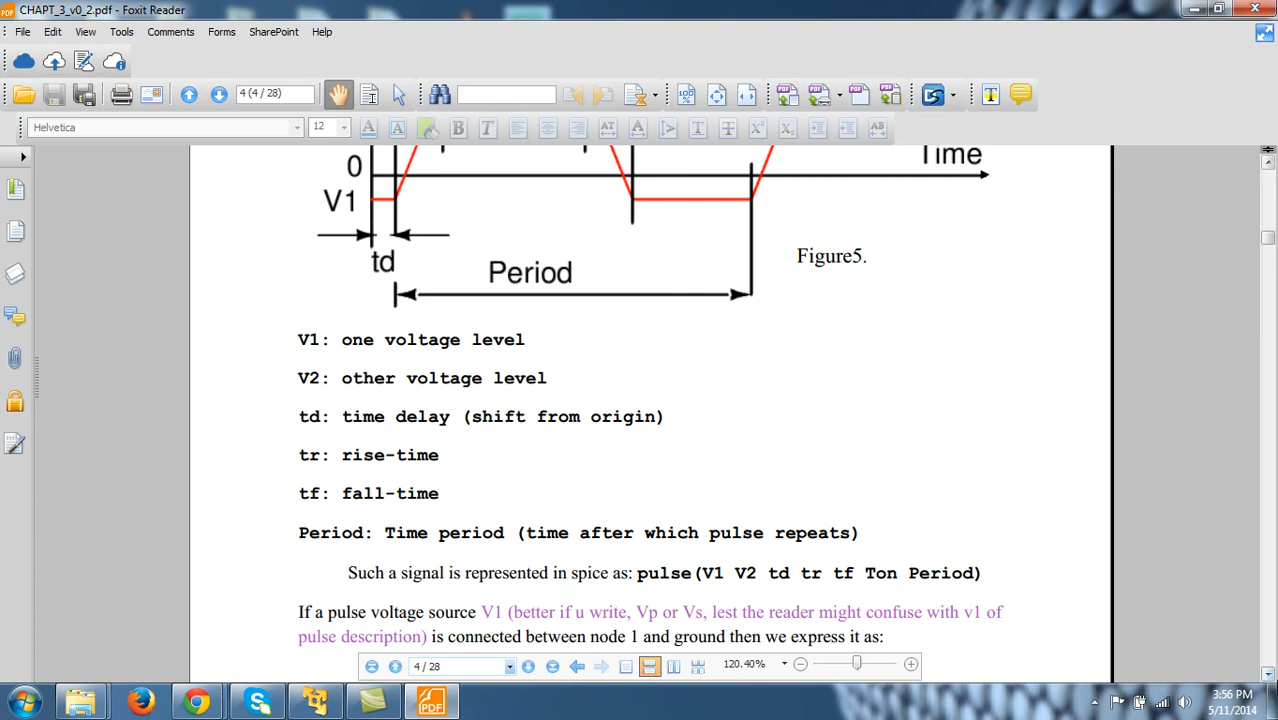 CHAPT_3_v0_2.pdf - Foxit Reader
File Edit View Tools Comments Forms SharePoint Help
4 (4 / 28)
Helvetica 12
0
Time
V1
td
Figure5.
Period
V1: one voltage level
V2: other voltage level
td: time delay (shift from origin)
tr: rise-time
tf: fall-time
Period: Time period (time after which pulse repeats)
Such a signal is represented in spice as: pulse(V1 V2 td tr tf Ton Period)
If a pulse voltage source V1 (better if u write, Vp or Vs, lest the reader might confuse with v1 of
pulse description) is connected between node 1 and ground then we express it as:
4 / 28 120.40%
3:56 PM
5/11/2014